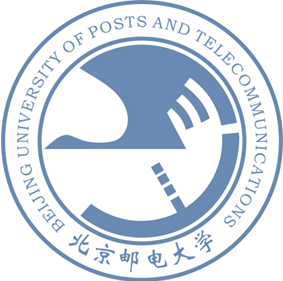 BEIJING UNIVERSITY OF POSTS AND TELECOMMUNICATIONS
北京邮电大学